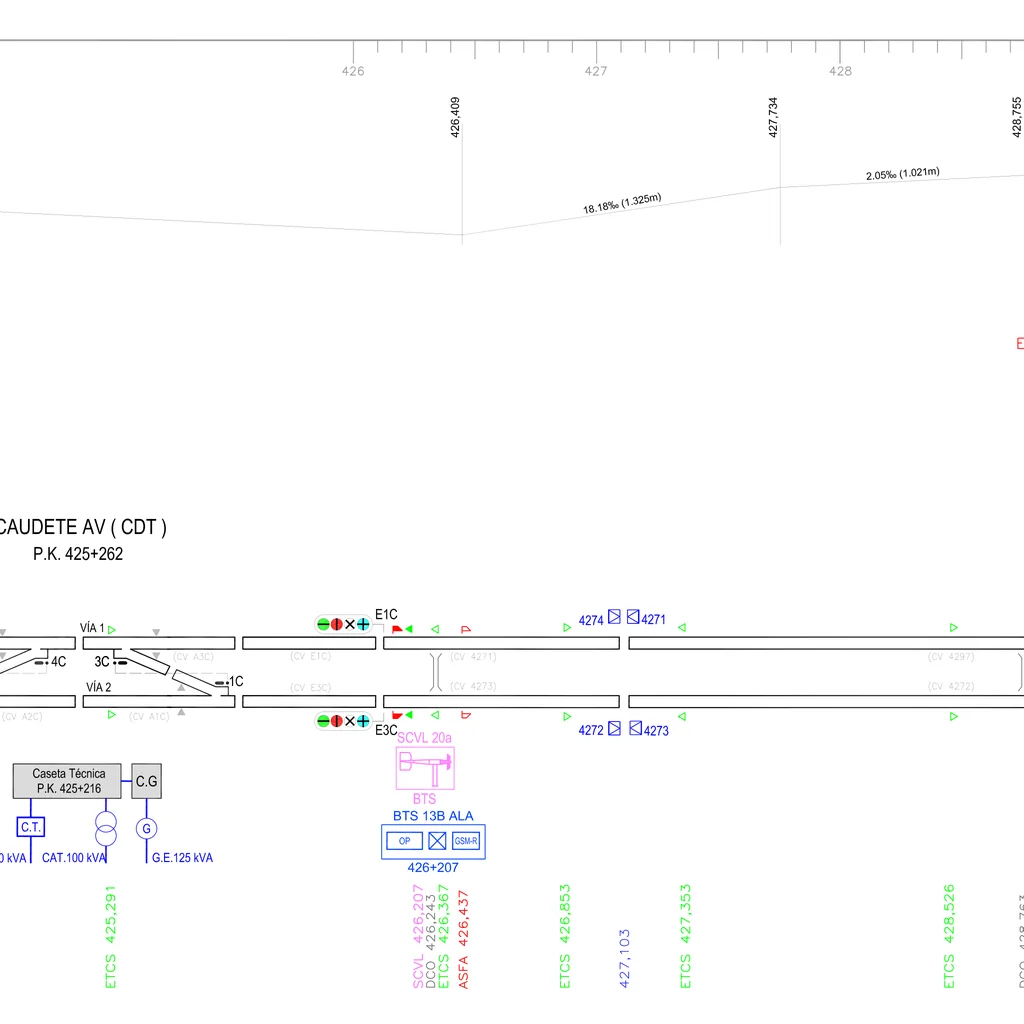 426
427
428
426,409
427,734
428,755
18.18‰ (1.325m)
2.05‰ (1.021m)
E
CAUDETE AV ( CDT )
P.K. 425+262
E1C
VÍA 1
4274
4271
4C
3C
(CV A3C)
(CV E1C)
(CV 4271)
(CV 4297)
1C
VÍA 2
(CV E3C)
(CV 4273)
(CV 4272)
(CV A2C)
(CV A1C)
E3C
4272
4273
SCVL 20a
BTS
Caseta Técnica
P.K. 425+216
C.G
BTS 13B ALA
OP
GSM-R
426+207
C.T.
G
0 kVA
CAT.100 kVA
G.E.125 kVA
ETCS 425,291
SCVL 426,207
DCO 426,243
ETCS 426,367
ASFA 426,437
ETCS 426,853
427,103
ETCS 427,353
ETCS 428,526
DCO 428,763